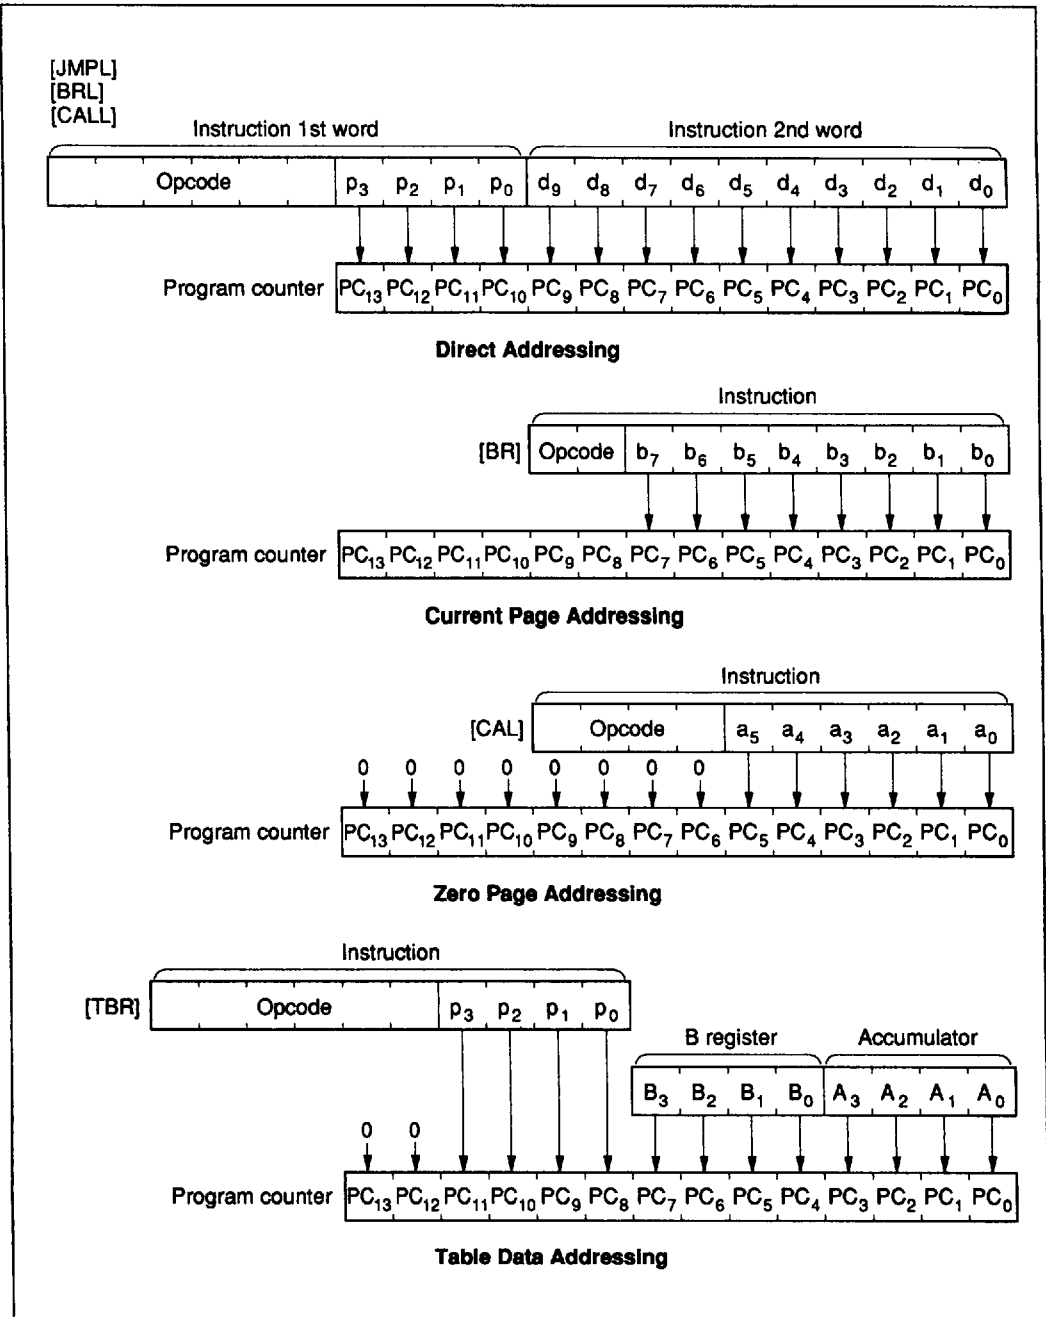 [JMPL]
[BRL]
[CALL]
Instruction 1st word Instruction 2nd word
Opcode p3 p2 p1 p0 d9 d8 d7 d6 d5 d4 d3 d2 d1 d0
Program counter PC13 PC12 PC11 PC10 PC9 PC8 PC7 PC6 PC5 PC4 PC3 PC2 PC1 PC0
Direct Addressing
Instruction
[BR] Opcode b7 b6 b5 b4 b3 b2 b1 b0
Program counter PC13 PC12 PC11 PC10 PC9 PC8 PC7 PC6 PC5 PC4 PC3 PC2 PC1 PC0
Current Page Addressing
Instruction
[CAL] Opcode a5 a4 a3 a2 a1 a0
0 0 0 0 0 0 0 0
Program counter PC13 PC12 PC11 PC10 PC9 PC8 PC7 PC6 PC5 PC4 PC3 PC2 PC1 PC0
Zero Page Addressing
Instruction
[TBR] Opcode p3 p2 p1 p0
B register Accumulator
B3 B2 B1 B0 A3 A2 A1 A0
0 0
Program counter PC13 PC12 PC11 PC10 PC9 PC8 PC7 PC6 PC5 PC4 PC3 PC2 PC1 PC0
Table Data Addressing